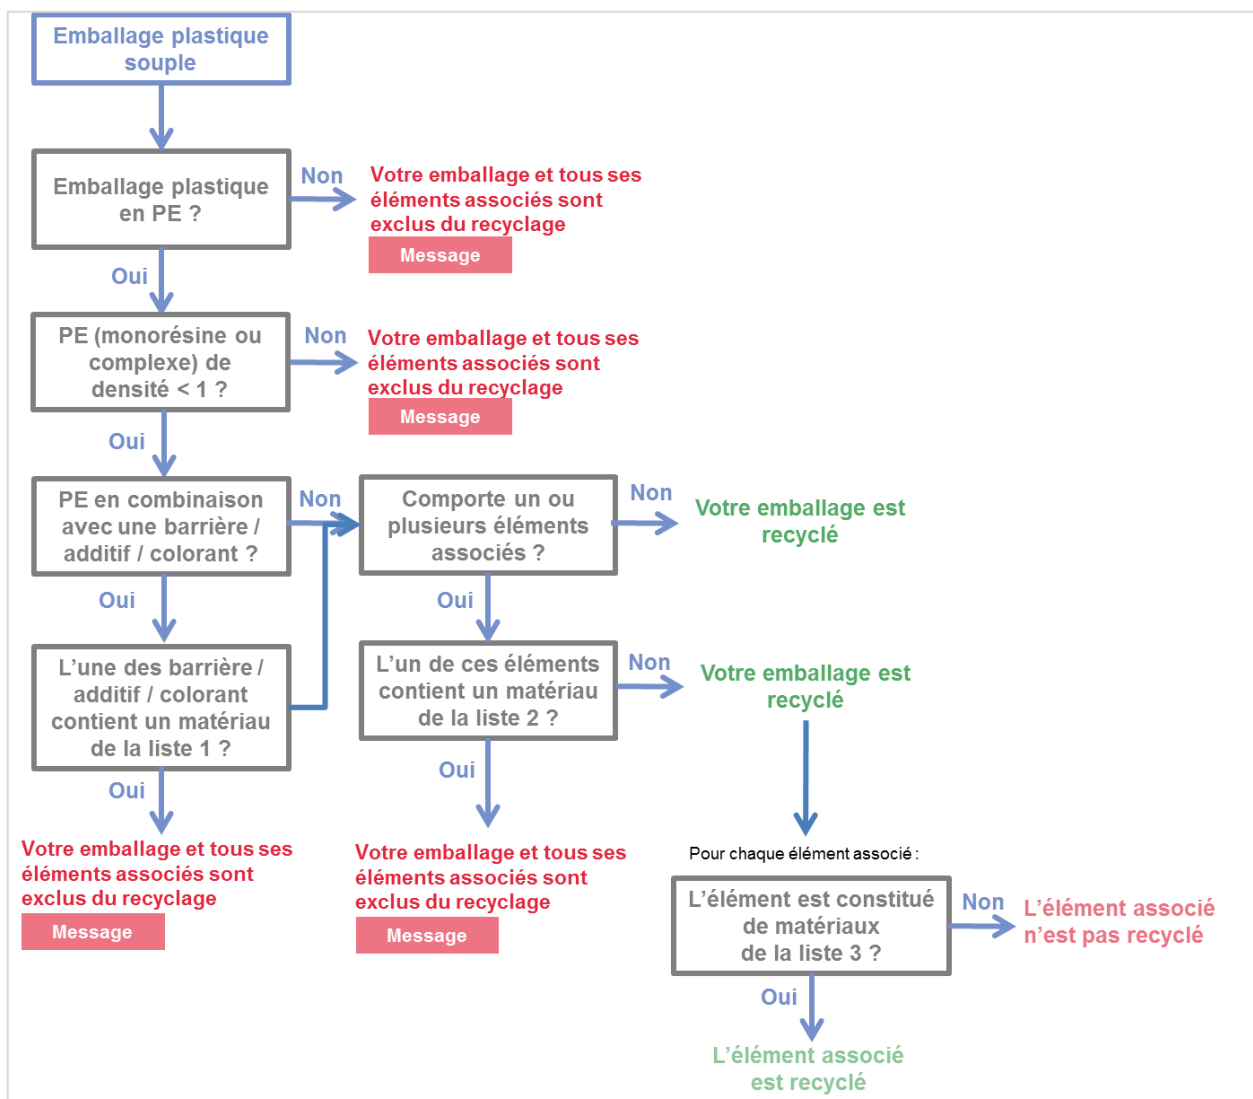 Emballage plastique
souple
Emballage plastique
en PE ?
Non
Votre emballage et tous ses
éléments associés sont
exclus du recyclage
Message
Oui
PE (monorésine ou
complexe) de
densité < 1 ?
Non
Votre emballage et tous ses
éléments associés sont
exclus du recyclage
Message
Oui
PE en combinaison
avec une barrière /
additif / colorant ?
Non
Comporte un ou
plusieurs éléments
associés ?
Non
Votre emballage est
recyclé
Oui
Oui
L’une des barrière /
additif / colorant
contient un matériau
de la liste 1 ?
L’un de ces éléments
contient un matériau
de la liste 2 ?
Non
Votre emballage est
recyclé
Oui
Oui
Votre emballage et tous ses
éléments associés sont
exclus du recyclage
Message
Votre emballage et tous ses
éléments associés sont
exclus du recyclage
Message
Pour chaque élément associé :
L’élément est constitué
de matériaux
de la liste 3 ?
Non
L’élément associé
n’est pas recyclé
Oui
L’élément associé
est recyclé